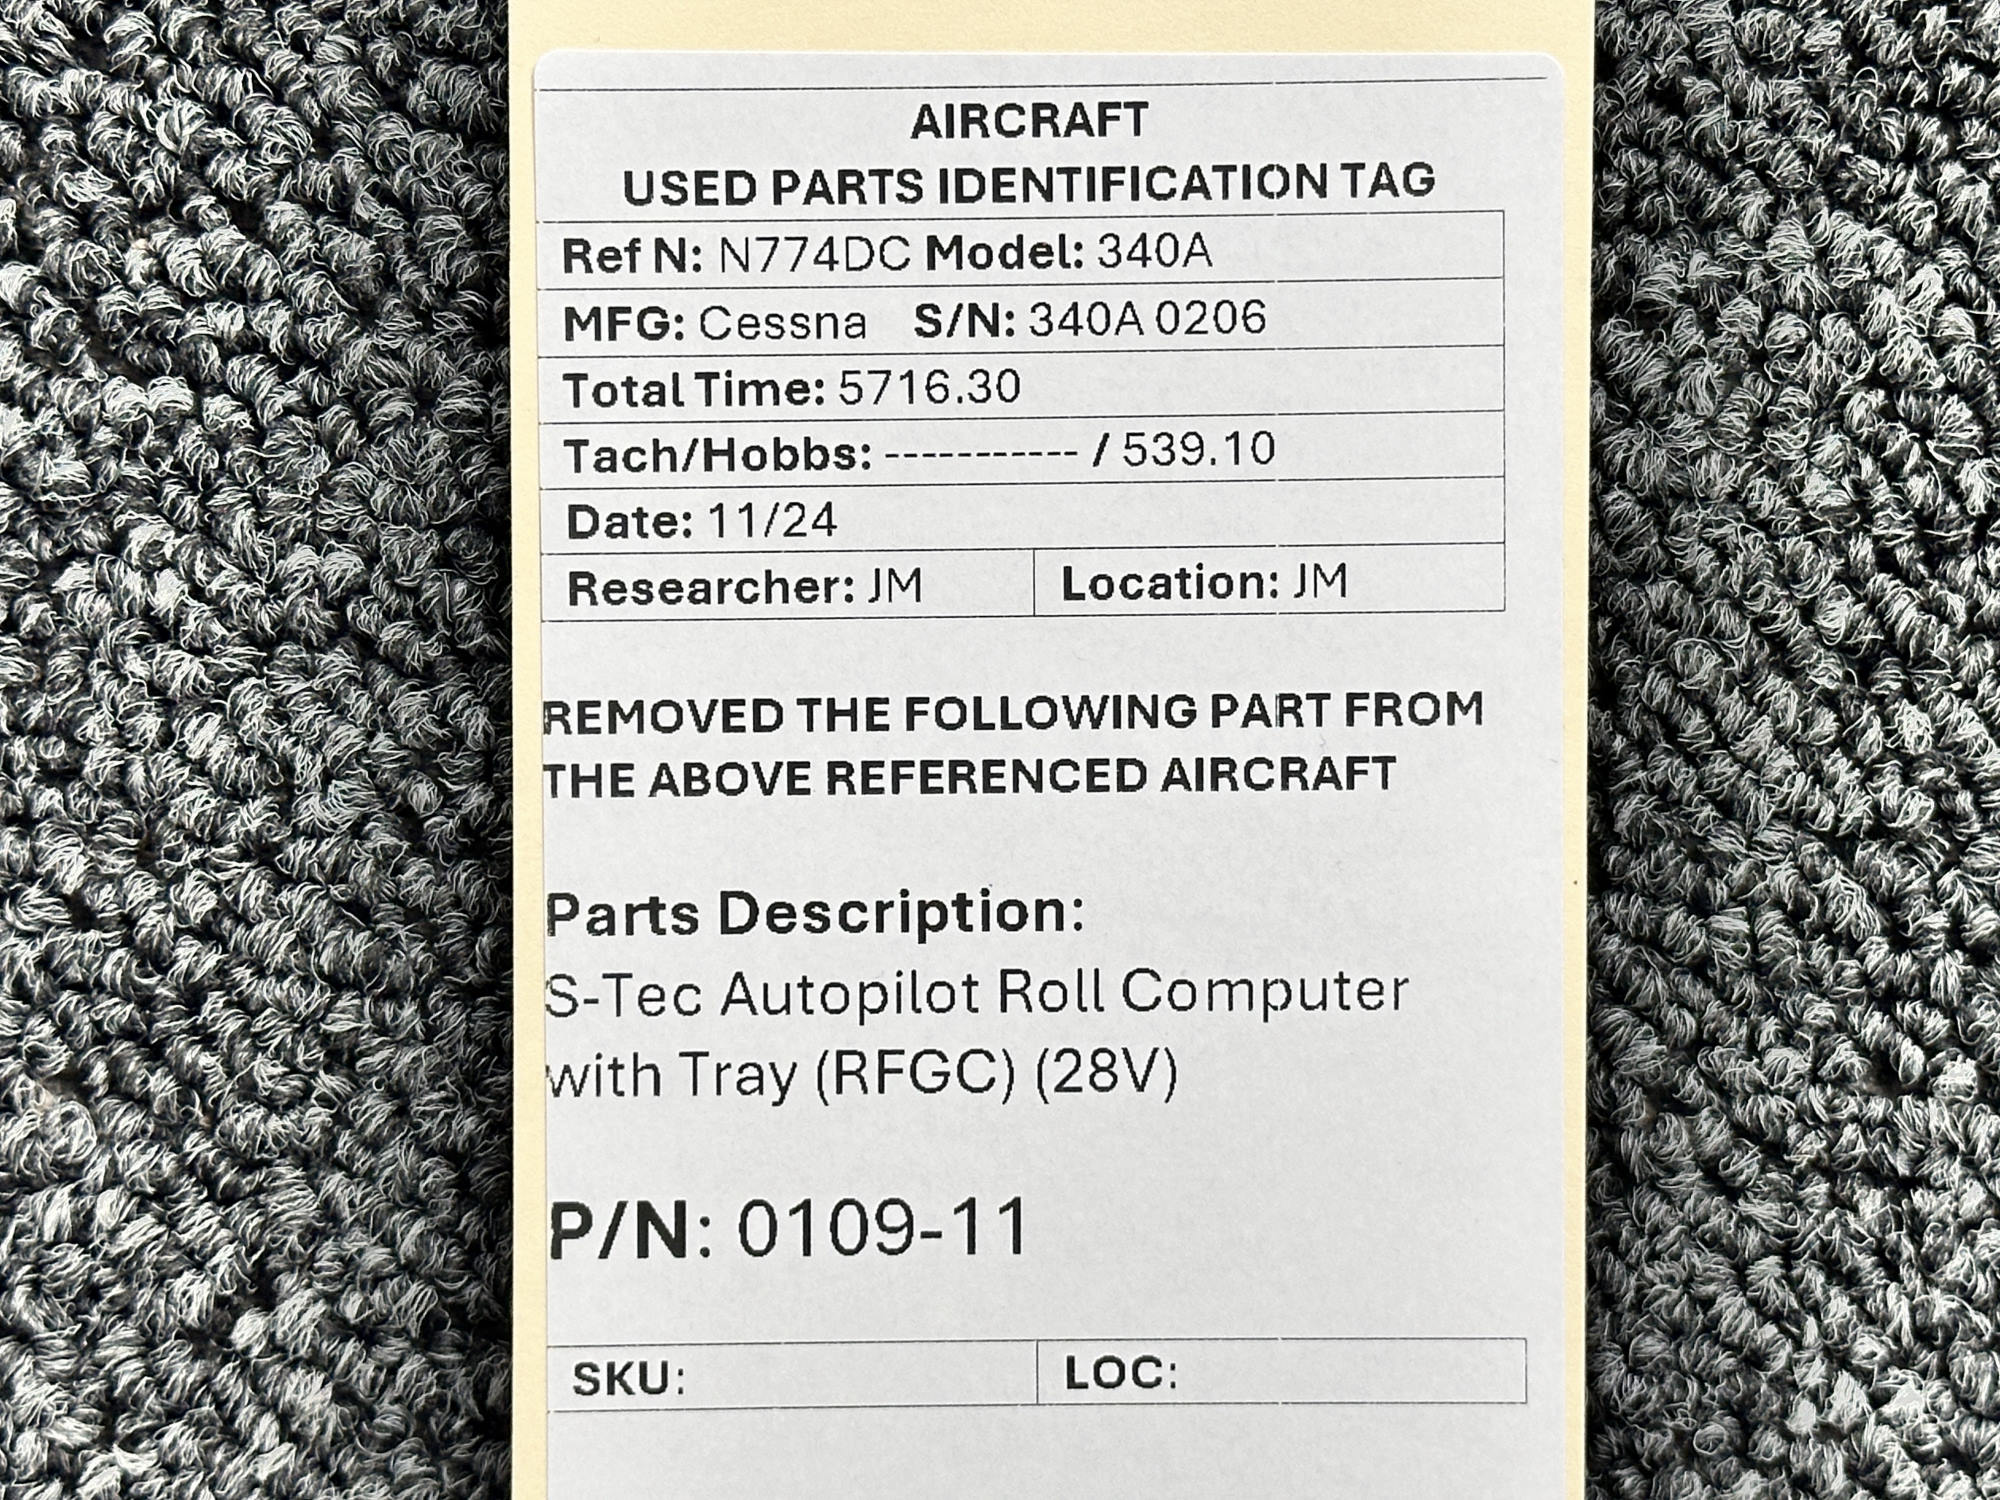 AIRCRAFT
USED PARTS IDENTIFICATION TAG
Ref N: N774DC Model: 340A
MFG: Cessna S/N: 340A 0206
Total Time: 5716.30
Tach/Hobbs: ----------- / 539.10
Date: 11/24
Researcher: JM Location: JM
REMOVED THE FOLLOWING PART FROM
THE ABOVE REFERENCED AIRCRAFT
Parts Description:
S-Tec Autopilot Roll Computer
with Tray (RFGC) (28V)
P/N: 0109-11
SKU: LOC: